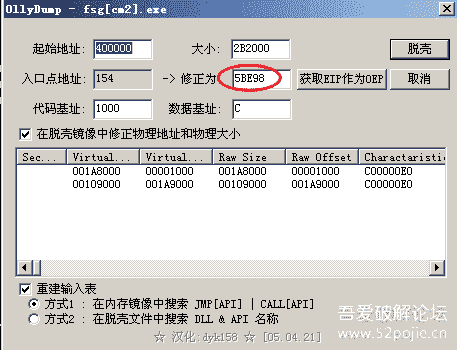 OllyDump - fsg[cm2].exe
起始地址: 400000 大小: 2B2000 脱壳
入口点地址: 154 -> 修正为: 5BE98 获取EIP作为OEP 取消
代码基址: 1000 数据基址: C
在脱壳镜像中修正物理地址和物理大小
Sec... Virtual... Virtual... Raw Size Raw Offset Charactaristics
001A8000 00001000 001A8000 00001000 C00000E0
00109000 001A9000 00109000 001A9000 C00000E0
重建输入表
方式1 : 在内存镜像中搜索 JMP[API] | CALL[API]
方式2 : 在脱壳文件中搜索 DLL & API 名称
☆ 汉化:dyk158 ☆ [05.04.21]
吾爱破解论坛
www.52pojie.cn